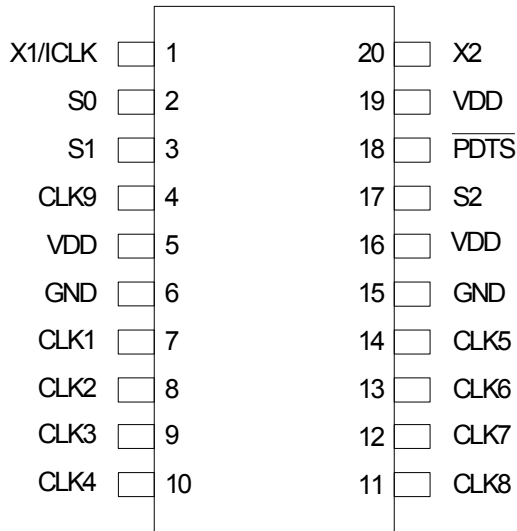 X1/ICLK 1 20 X2
S0 2 19 VDD
S1 3 18 P̅D̅T̅S̅
CLK9 4 17 S2
VDD 5 16 VDD
GND 6 15 GND
CLK1 7 14 CLK5
CLK2 8 13 CLK6
CLK3 9 12 CLK7
CLK4 10 11 CLK8